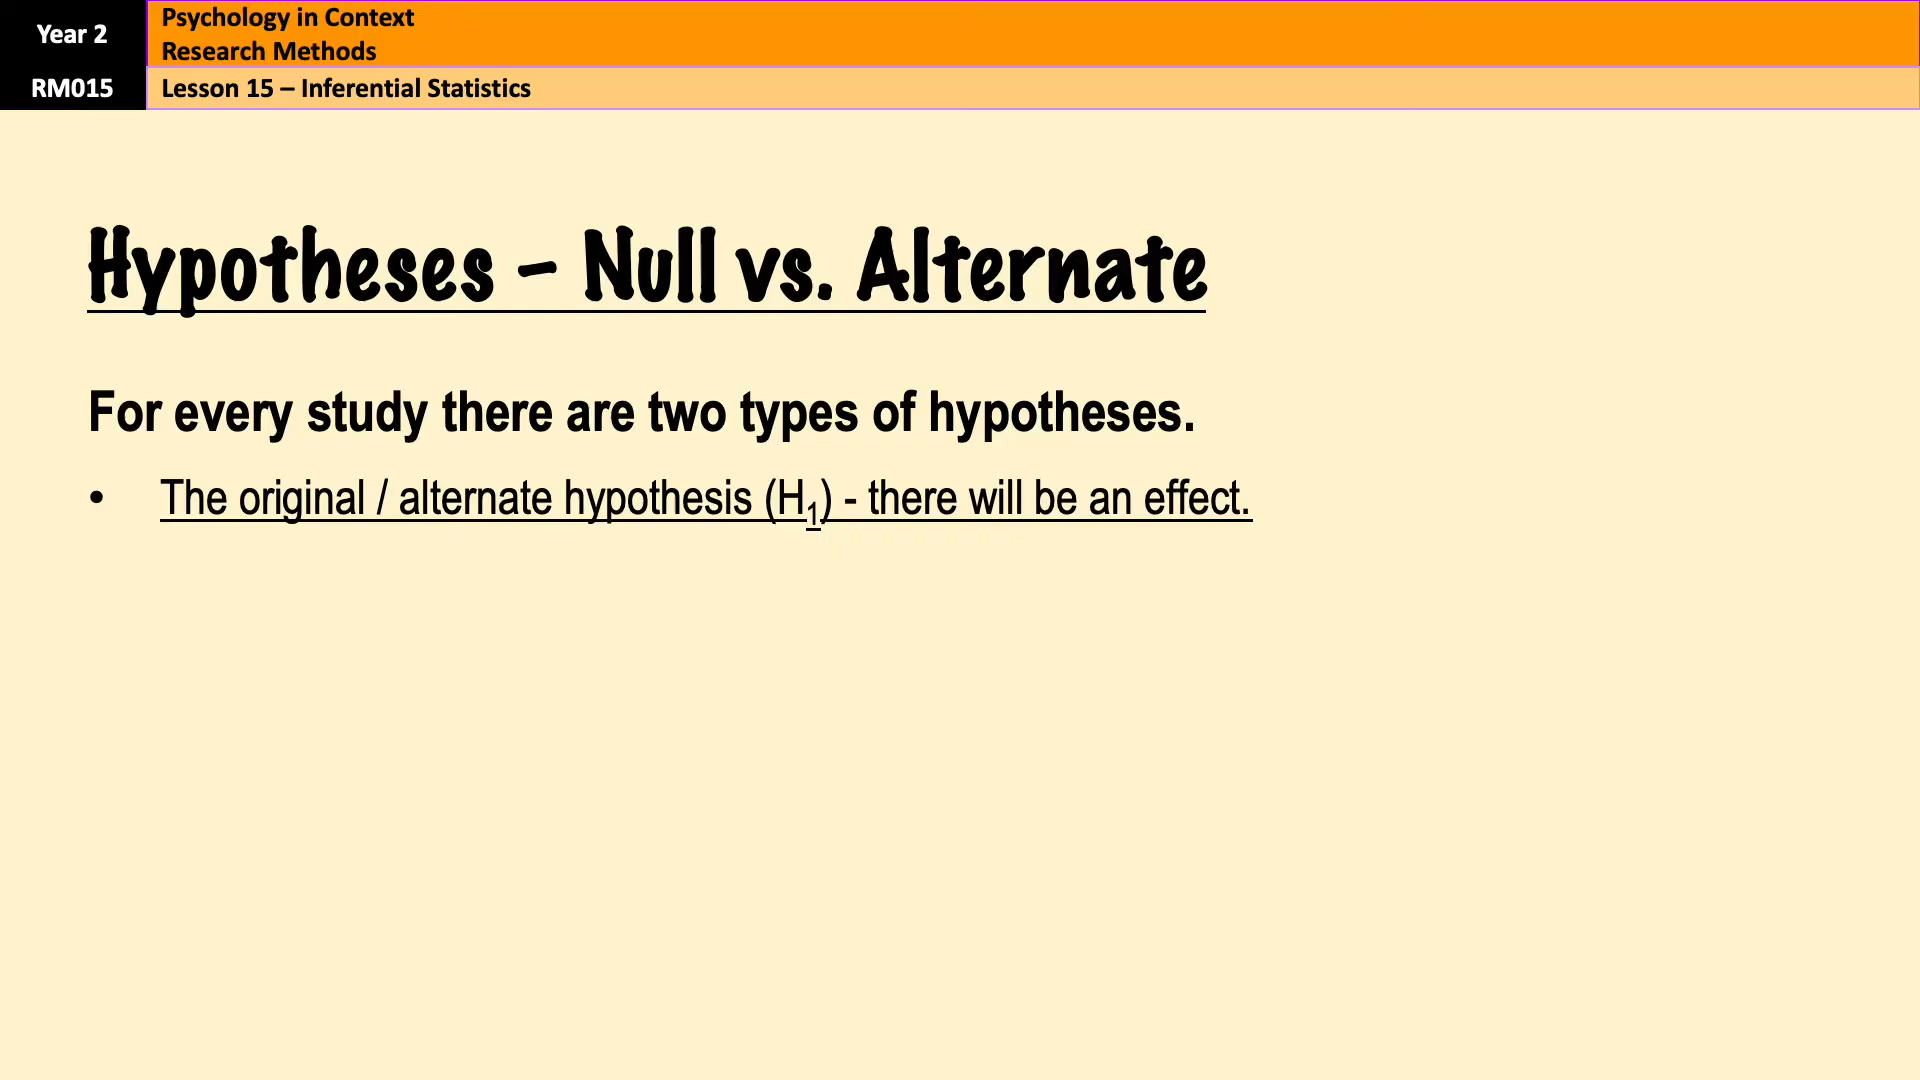 Year 2
Psychology in Context
Research Methods
RM015
Lesson 15 – Inferential Statistics
Hypotheses – Null vs. Alternate
For every study there are two types of hypotheses.
• The original / alternate hypothesis (H₁) - there will be an effect.